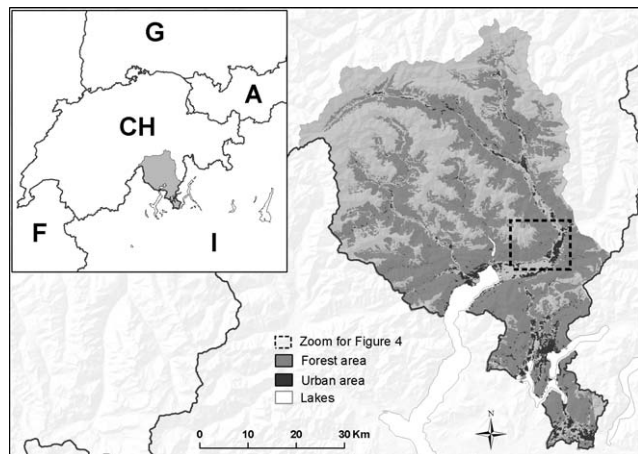 G
A
CH
F
I
Zoom for Figure 4
Forest area
Urban area
Lakes
0 10 20 30 Km
N